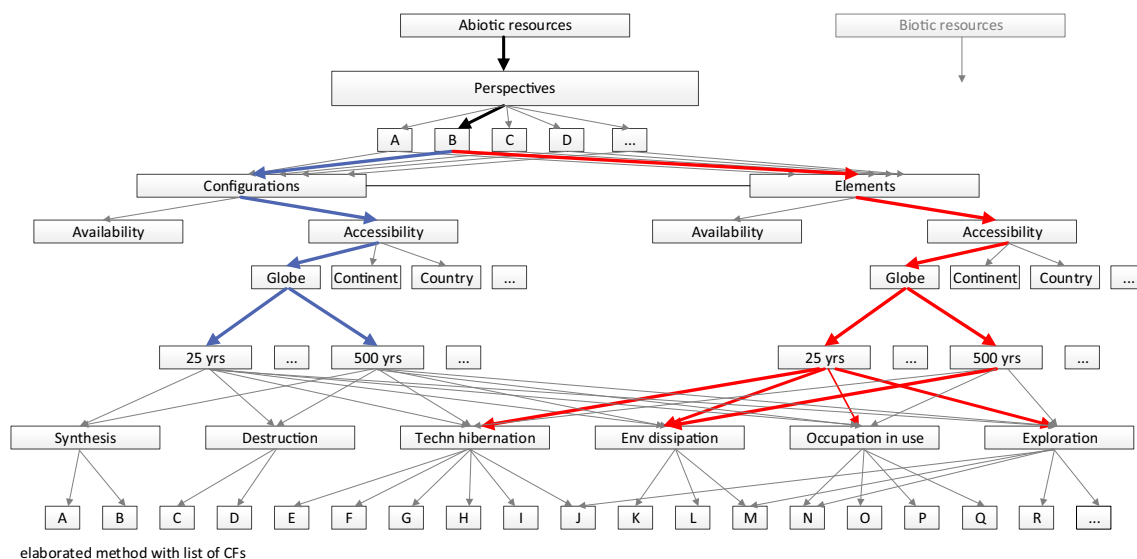 Abiotic resources
Biotic resources
Perspectives
A
B
C
D
...
Configurations
Elements
Availability
Accessibility
Availability
Accessibility
Globe
Continent
Country
...
Globe
Continent
Country
...
25 yrs
...
500 yrs
...
25 yrs
...
500 yrs
...
Synthesis
Destruction
Techn hibernation
Env dissipation
Occupation in use
Exploration
A
B
C
D
E
F
G
H
I
J
K
L
M
N
O
P
Q
R
...
elaborated method with list of CFs